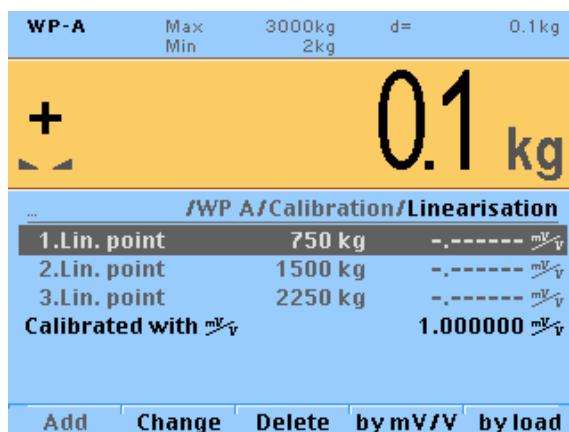 WP-A Max 3000kg d= 0.1kg
Min 2kg
+ 0.1 kg
... /WP A/Calibration/Linearisation
1.Lin. point 750 kg -.------ mV/V
2.Lin. point 1500 kg -.------ mV/V
3.Lin. point 2250 kg -.------ mV/V
Calibrated with mV/V 1.000000 mV/V
Add Change Delete by mV/V by load